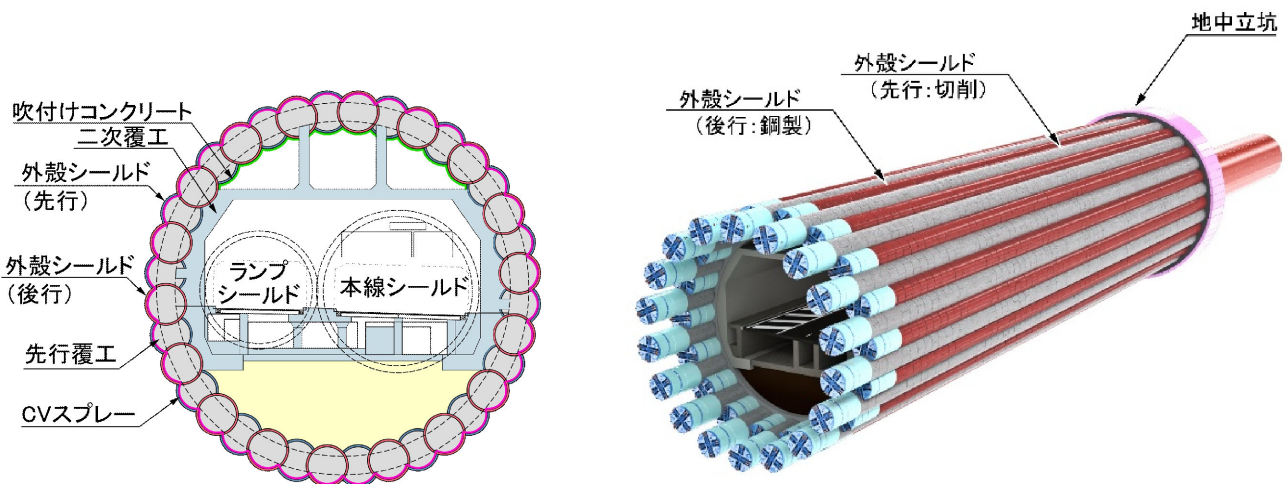 吹付けコンクリート
二次覆工
外殻シールド
(先行)
外殻シールド
(後行)
先行覆工
CVスプレー
ランプ
シールド
本線シールド
地中立坑
外殻シールド
(先行:切削)
外殻シールド
(後行:鋼製)